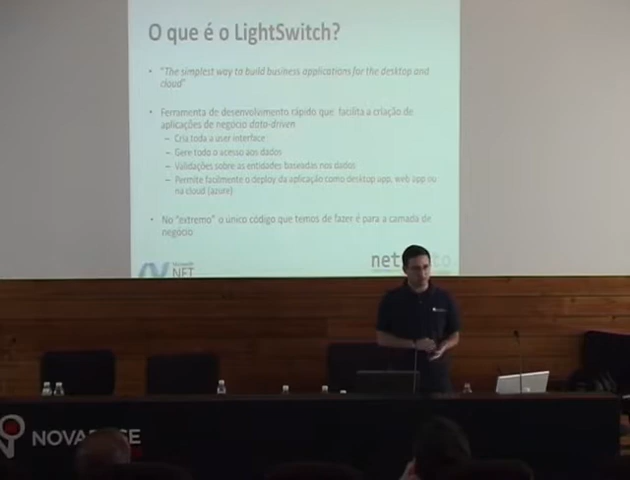 O que é o LightSwitch?
• "The simplest way to build business applications for the desktop and
cloud"
• Ferramenta de desenvolvimento rápido que facilita a criação de
aplicações de negócio data-driven
– Cria toda a user interface
– Gere todo o acesso aos dados
– Validações sobre as entidades baseadas nos dados
– Permite facilmente o deploy da aplicação como desktop app, web app ou
na cloud (azure)
• No "extremo" o único código que temos de fazer é para a camada de
negócio
Microsoft
.NET
net